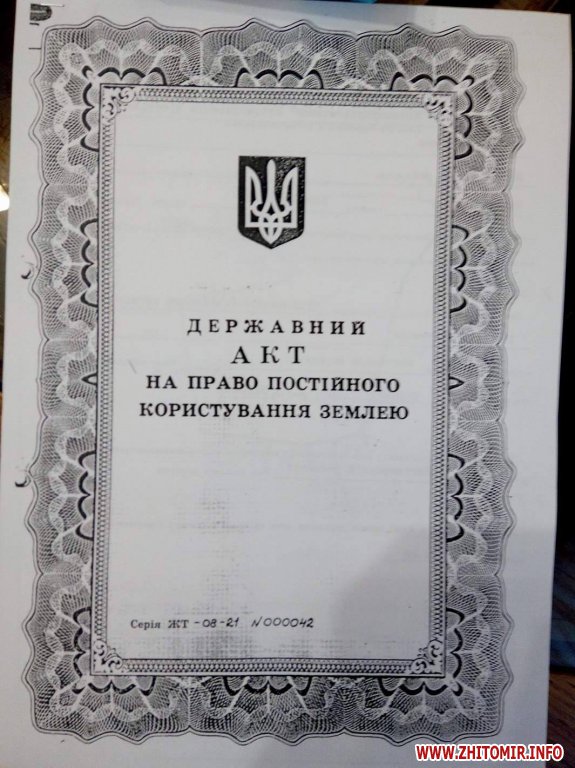 ДЕРЖАВНИЙ
АКТ
НА ПРАВО ПОСТІЙНОГО
КОРИСТУВАННЯ ЗЕМЛЕЮ
Серія ЖТ -08-21 N000042
WWW.ZHITOMIR.INFO